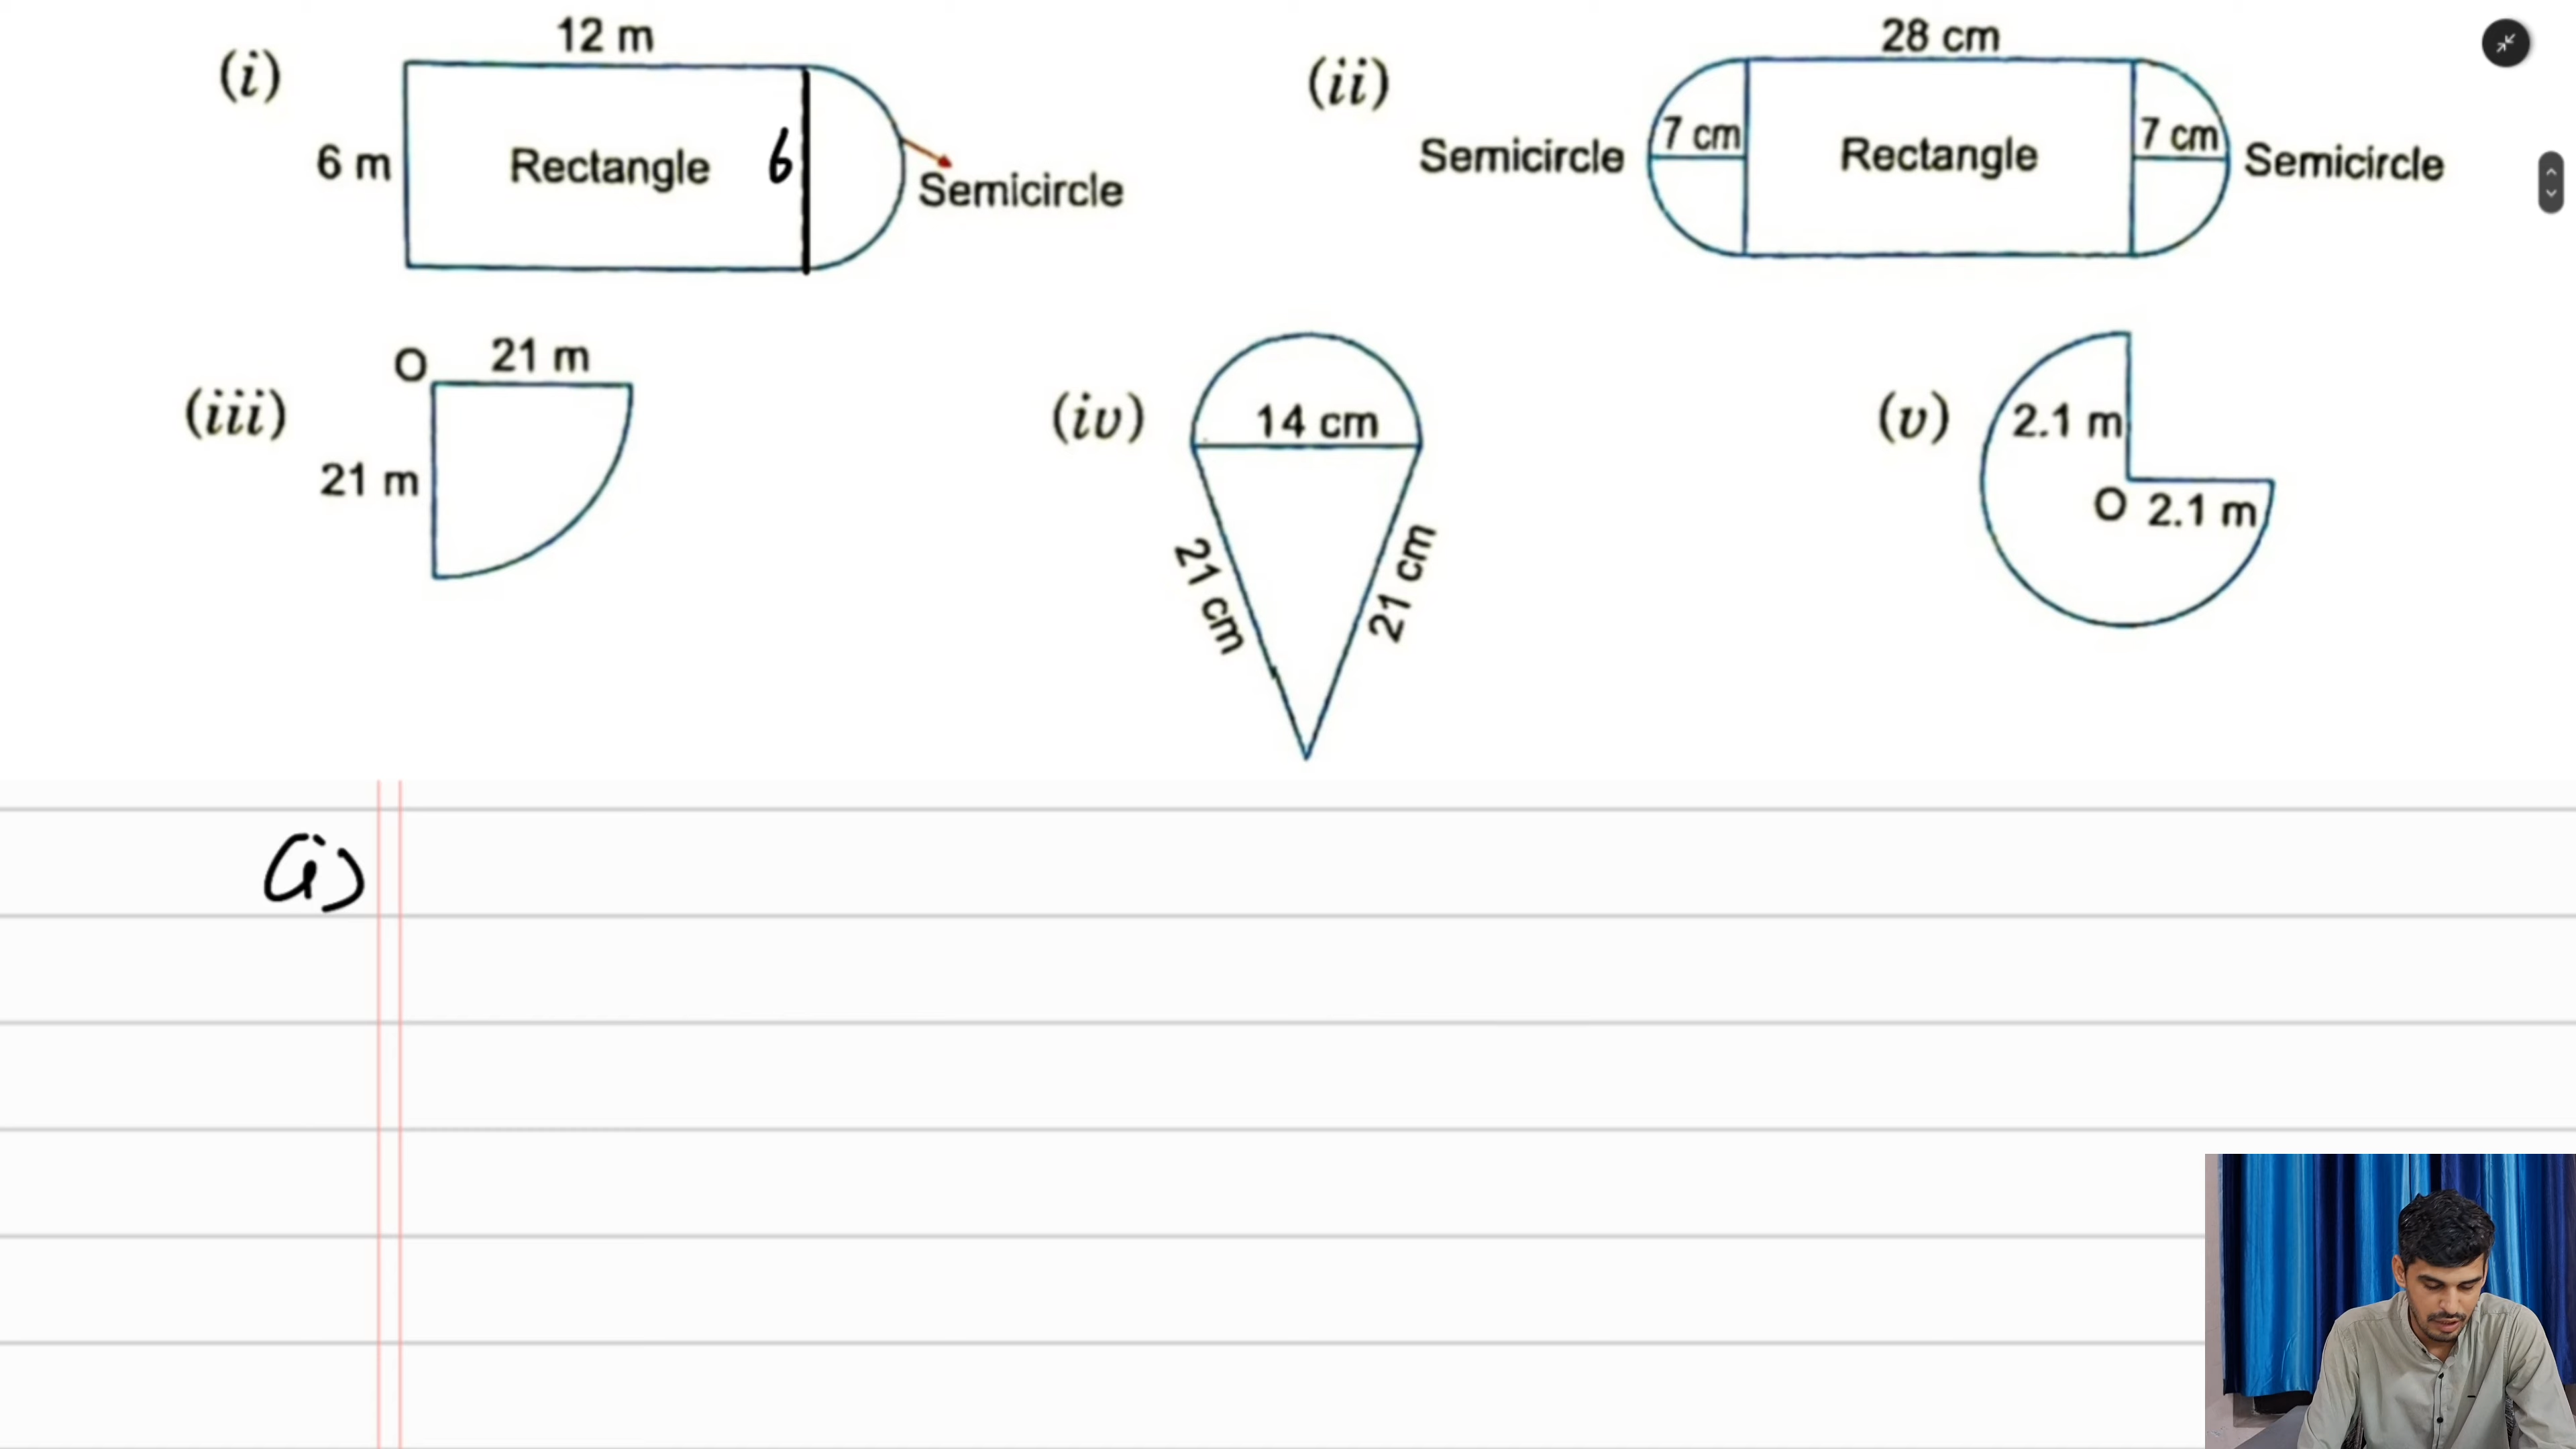 (i)
12 m
6 m
Rectangle
6
Semicircle
(ii)
28 cm
Semicircle
7 cm
Rectangle
7 cm
Semicircle
(iii)
O
21 m
21 m
(iv)
14 cm
21 cm
21 cm
(v)
2.1 m
O
2.1 m
(i)